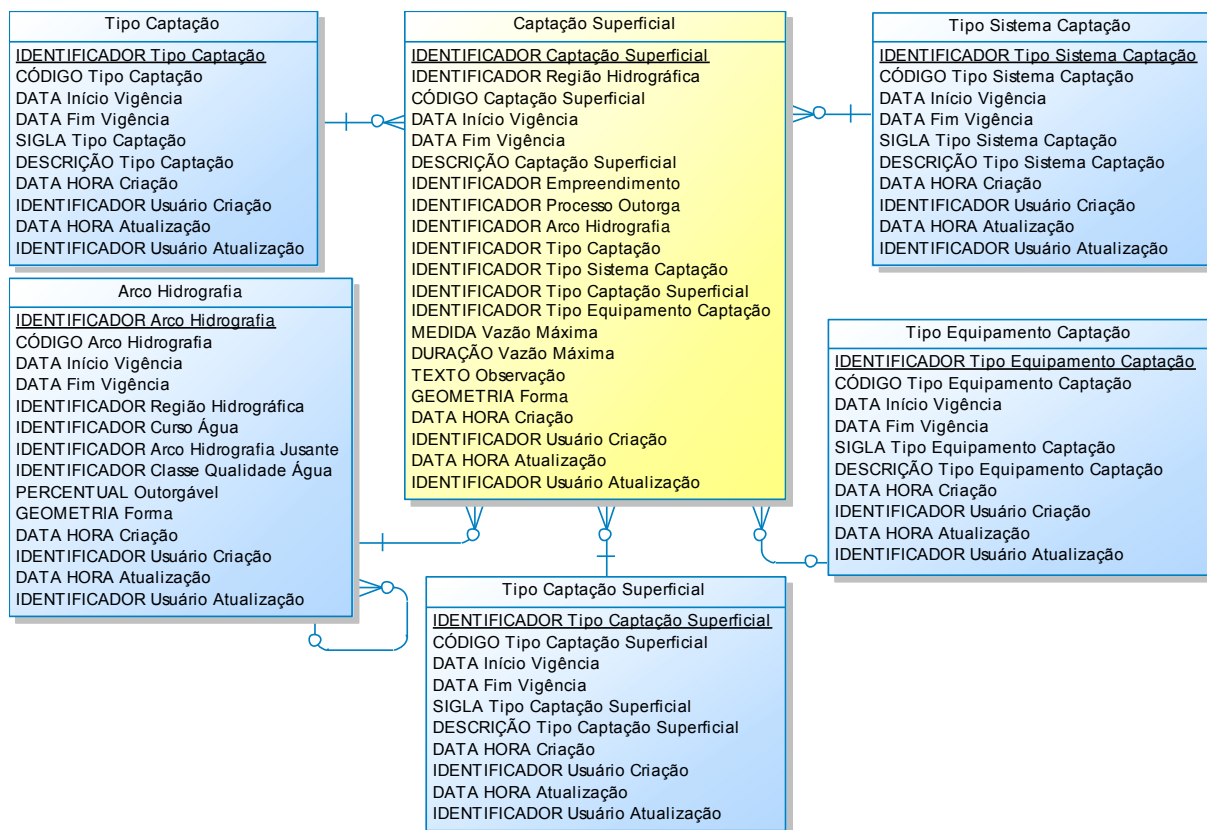 Tipo Captação
IDENTIFICADOR Tipo Captação
CÓDIGO Tipo Captação
DATA Início Vigência
DATA Fim Vigência
SIGLA Tipo Captação
DESCRIÇÃO Tipo Captação
DATA HORA Criação
IDENTIFICADOR Usuário Criação
DATA HORA Atualização
IDENTIFICADOR Usuário Atualização
Captação Superficial
IDENTIFICADOR Captação Superficial
IDENTIFICADOR Região Hidrográfica
CÓDIGO Captação Superficial
DATA Início Vigência
DATA Fim Vigência
DESCRIÇÃO Captação Superficial
IDENTIFICADOR Empreendimento
IDENTIFICADOR Processo Outorga
IDENTIFICADOR Arco Hidrografia
IDENTIFICADOR Tipo Captação
IDENTIFICADOR Tipo Sistema Captação
IDENTIFICADOR Tipo Captação Superficial
IDENTIFICADOR Tipo Equipamento Captação
MEDIDA Vazão Máxima
DURAÇÃO Vazão Máxima
TEXTO Observação
GEOMETRIA Forma
DATA HORA Criação
IDENTIFICADOR Usuário Criação
DATA HORA Atualização
IDENTIFICADOR Usuário Atualização
Tipo Sistema Captação
IDENTIFICADOR Tipo Sistema Captação
CÓDIGO Tipo Sistema Captação
DATA Início Vigência
DATA Fim Vigência
SIGLA Tipo Sistema Captação
DESCRIÇÃO Tipo Sistema Captação
DATA HORA Criação
IDENTIFICADOR Usuário Criação
DATA HORA Atualização
IDENTIFICADOR Usuário Atualização
Arco Hidrografia
IDENTIFICADOR Arco Hidrografia
CÓDIGO Arco Hidrografia
DATA Início Vigência
DATA Fim Vigência
IDENTIFICADOR Região Hidrográfica
IDENTIFICADOR Curso Água
IDENTIFICADOR Arco Hidrografia Jusante
IDENTIFICADOR Classe Qualidade Água
PERCENTUAL Outorgável
GEOMETRIA Forma
DATA HORA Criação
IDENTIFICADOR Usuário Criação
DATA HORA Atualização
IDENTIFICADOR Usuário Atualização
Tipo Equipamento Captação
IDENTIFICADOR Tipo Equipamento Captação
CÓDIGO Tipo Equipamento Captação
DATA Início Vigência
DATA Fim Vigência
SIGLA Tipo Equipamento Captação
DESCRIÇÃO Tipo Equipamento Captação
DATA HORA Criação
IDENTIFICADOR Usuário Criação
DATA HORA Atualização
IDENTIFICADOR Usuário Atualização
Tipo Captação Superficial
IDENTIFICADOR Tipo Captação Superficial
CÓDIGO Tipo Captação Superficial
DATA Início Vigência
DATA Fim Vigência
SIGLA Tipo Captação Superficial
DESCRIÇÃO Tipo Captação Superficial
DATA HORA Criação
IDENTIFICADOR Usuário Criação
DATA HORA Atualização
IDENTIFICADOR Usuário Atualização